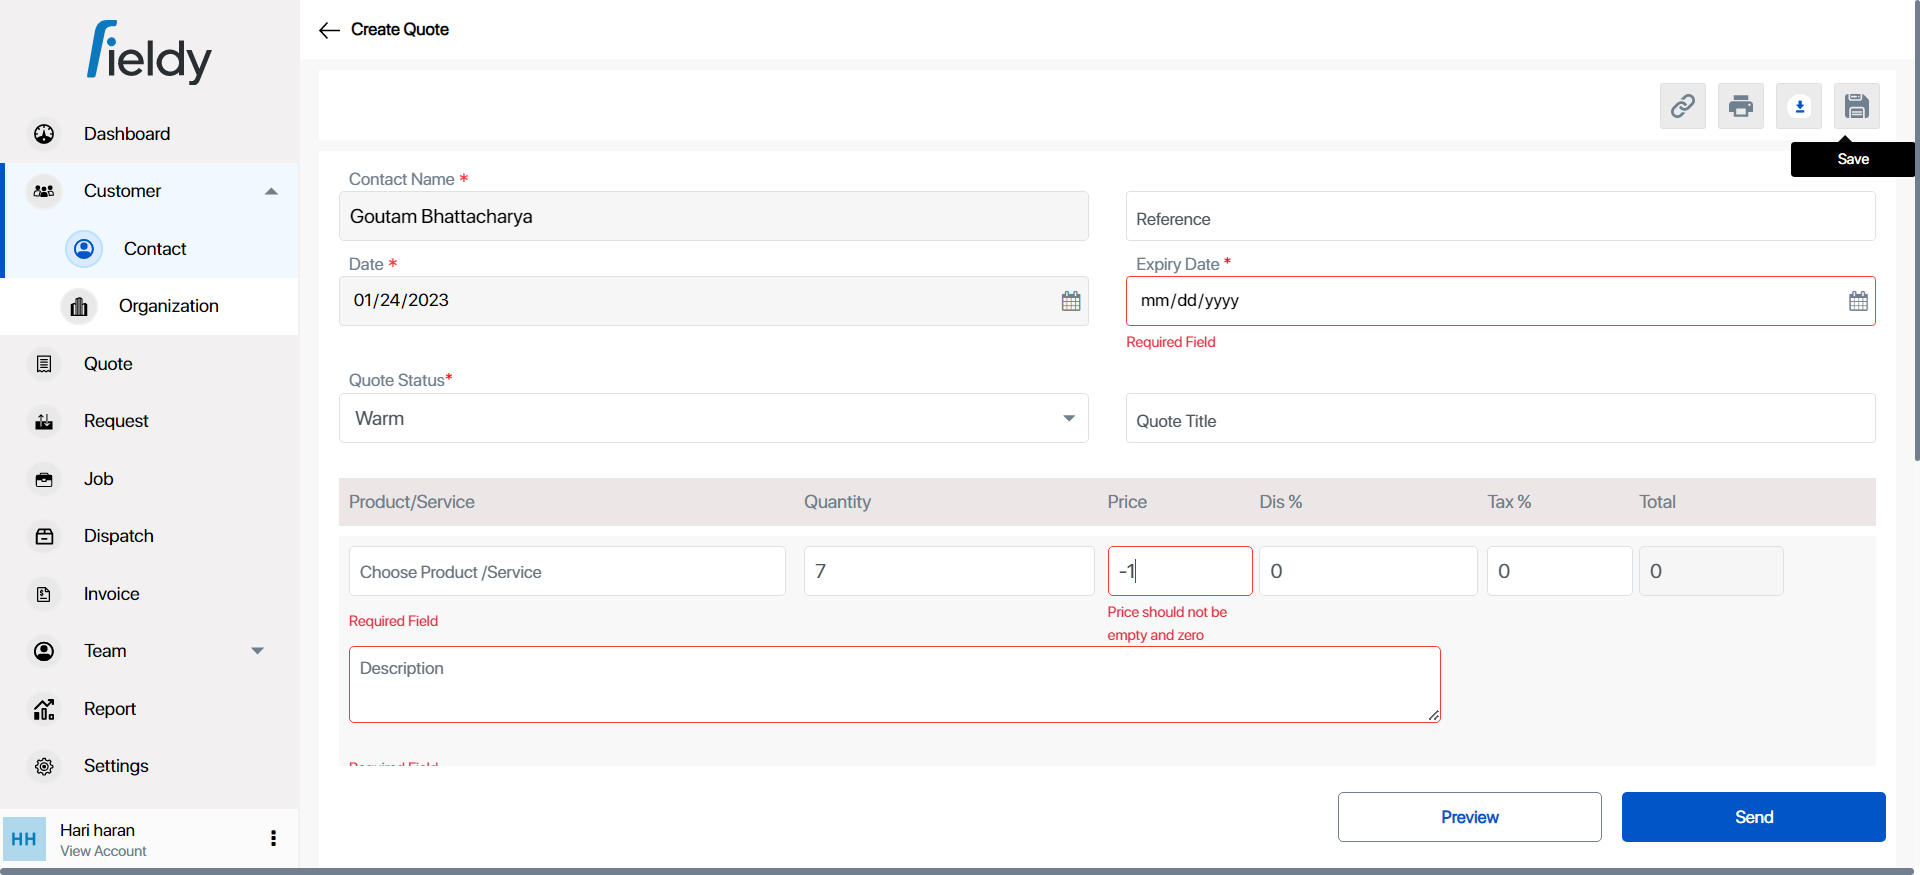 fieldy
Create Quote
Dashboard
Customer
Contact
Organization
Quote
Request
Job
Dispatch
Invoice
Team
Report
Settings
HH
Hari haran
View Account
Save
Contact Name *
Goutam Bhattacharya
Reference
Date *
01/24/2023
Expiry Date *
mm/dd/yyyy
Required Field
Quote Status*
Warm
Quote Title
Product/Service Quantity Price Dis % Tax % Total
Choose Product /Service 7 -1 0 0 0
Required Field
Price should not be
empty and zero
Description
Required Field
Preview
Send